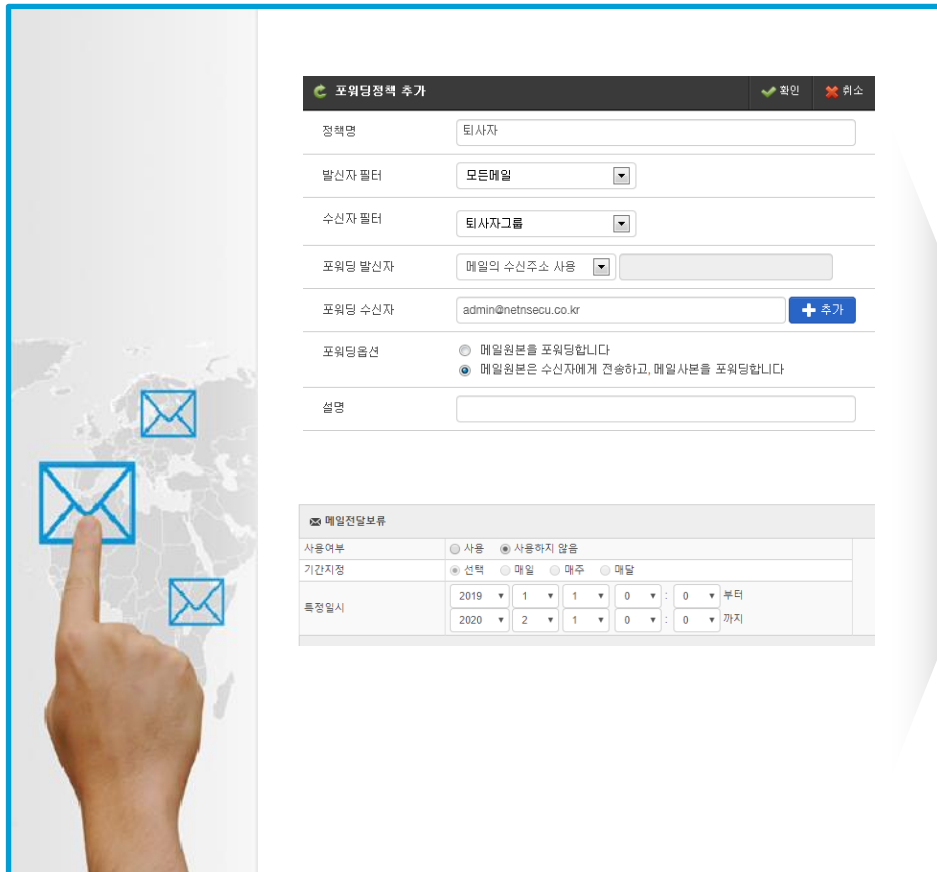 포워딩정책 추가 확인 취소
정책명 퇴사자
발신자 필터 모든메일
수신자 필터 퇴사자그룹
포워딩 발신자 메일의 수신주소 사용
포워딩 수신자 admin@netnsecu.co.kr 추가
포워딩옵션 메일원본을 포워딩합니다
메일원본은 수신자에게 전송하고, 메일사본을 포워딩합니다
설명
메일전달보류
사용여부 사용 사용하지 않음
기간지정 선택 매일 매주 매달
특정일시 2019 1 1 0 : 0 부터
2020 2 1 0 : 0 까지